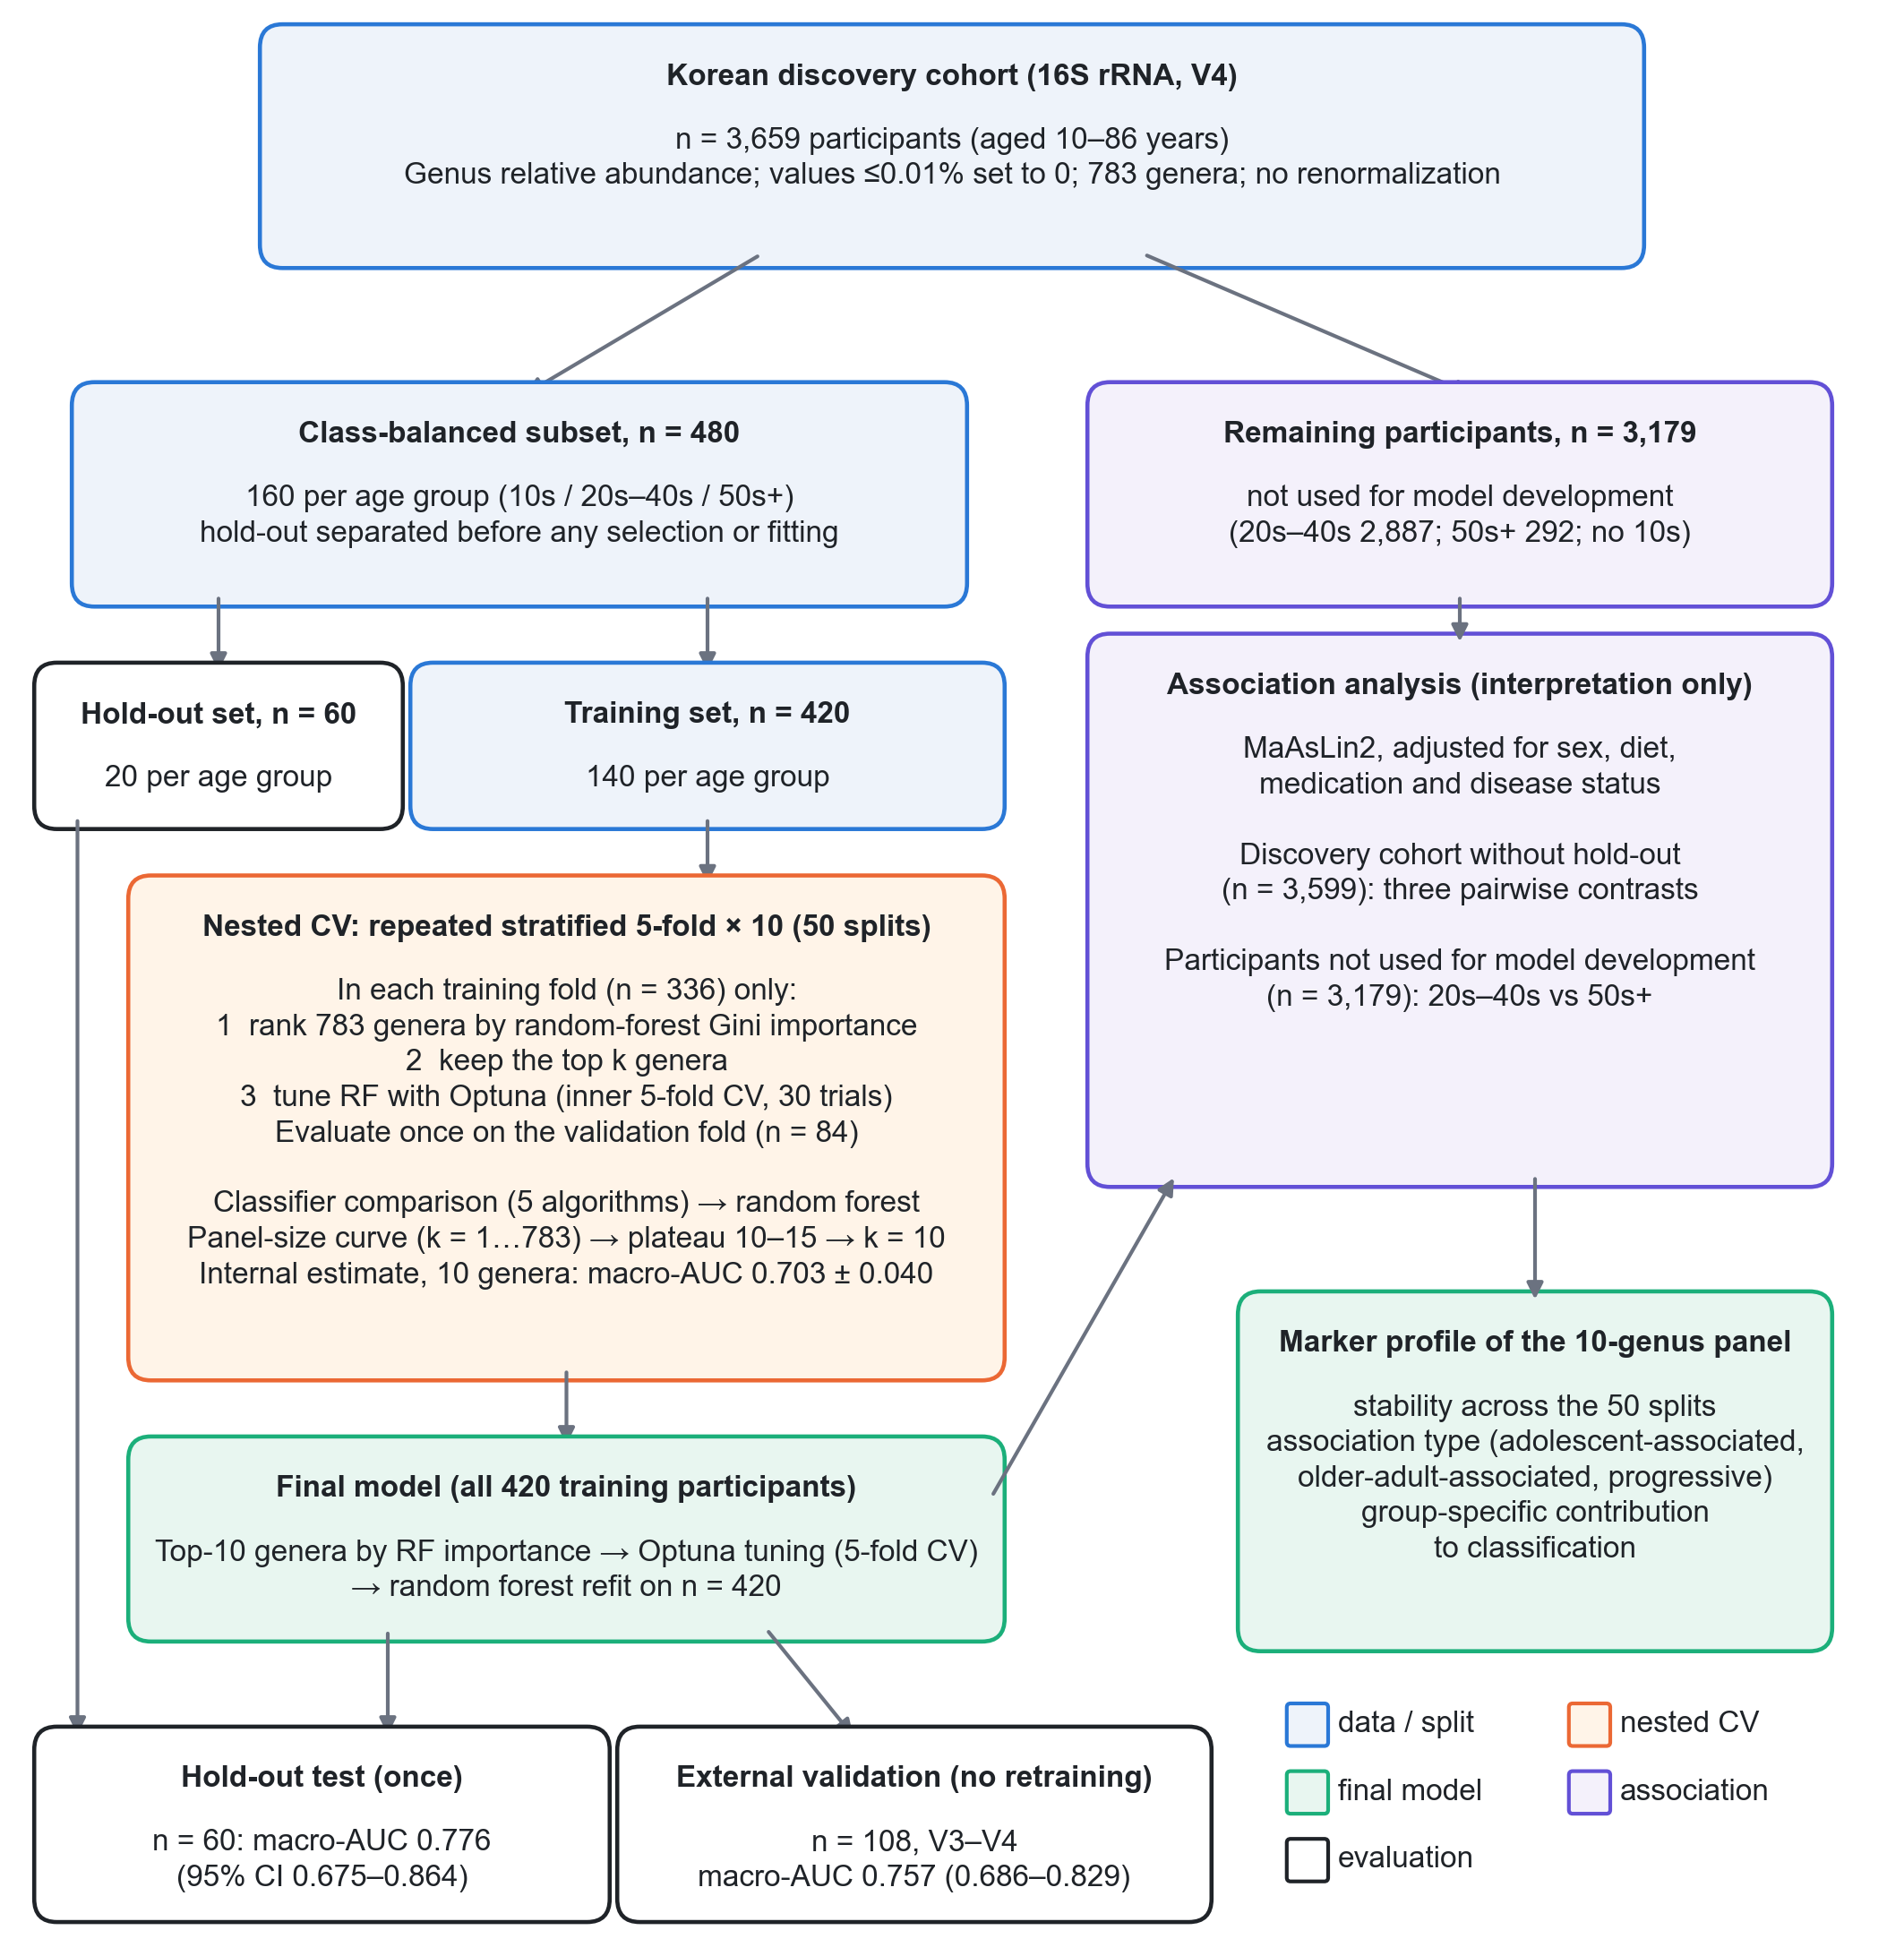 Korean discovery cohort (16S rRNA, V4)
n = 3,659 participants (aged 10–86 years)
Genus relative abundance; values ≤0.01% set to 0; 783 genera; no renormalization
Class-balanced subset, n = 480
160 per age group (10s / 20s–40s / 50s+)
hold-out separated before any selection or fitting
Remaining participants, n = 3,179
not used for model development
(20s–40s 2,887; 50s+ 292; no 10s)
Hold-out set, n = 60
20 per age group
Training set, n = 420
140 per age group
Association analysis (interpretation only)
MaAsLin2, adjusted for sex, diet,
medication and disease status
Discovery cohort without hold-out
(n = 3,599): three pairwise contrasts
Participants not used for model development
(n = 3,179): 20s–40s vs 50s+
Nested CV: repeated stratified 5-fold × 10 (50 splits)
In each training fold (n = 336) only:
1 rank 783 genera by random-forest Gini importance
2 keep the top k genera
3 tune RF with Optuna (inner 5-fold CV, 30 trials)
Evaluate once on the validation fold (n = 84)
Classifier comparison (5 algorithms) → random forest
Panel-size curve (k = 1…783) → plateau 10–15 → k = 10
Internal estimate, 10 genera: macro-AUC 0.703 ± 0.040
Marker profile of the 10-genus panel
stability across the 50 splits
association type (adolescent-associated,
older-adult-associated, progressive)
group-specific contribution
to classification
Final model (all 420 training participants)
Top-10 genera by RF importance → Optuna tuning (5-fold CV)
→ random forest refit on n = 420
Hold-out test (once)
n = 60: macro-AUC 0.776
(95% CI 0.675–0.864)
External validation (no retraining)
n = 108, V3–V4
macro-AUC 0.757 (0.686–0.829)
data / split
nested CV
final model
association
evaluation